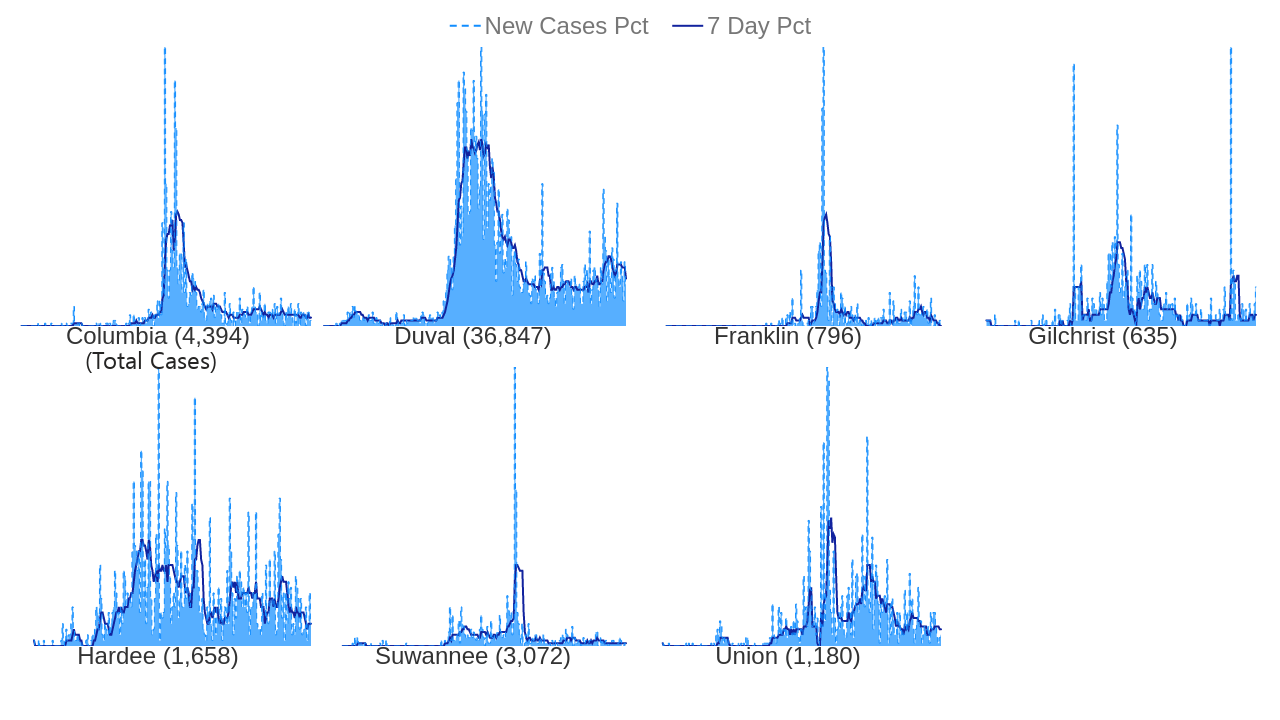 New Cases Pct 7 Day Pct
Columbia (4,394) Duval (36,847) Franklin (796) Gilchrist (635)
(Total Cases)
Hardee (1,658) Suwannee (3,072) Union (1,180)